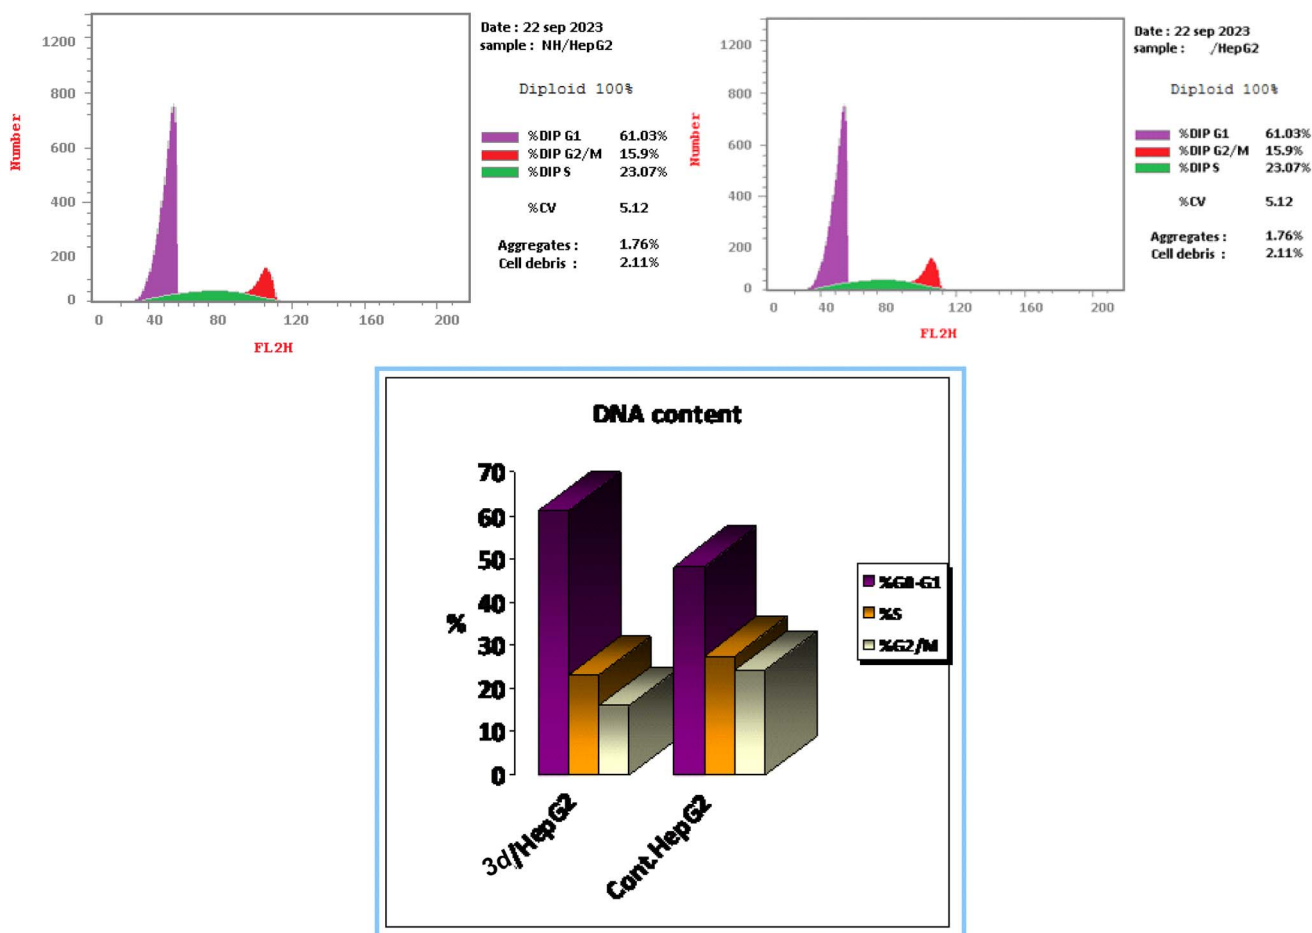 Date : 22 sep 2023
sample : NH/HepG2
Diploid 100%
%DIP G1 61.03%
%DIP G2/M 15.9%
%DIP S 23.07%
%CV 5.12
Aggregates : 1.76%
Cell debris : 2.11%
Number
1200
800
600
400
200
0
0 40 80 120 160 200
FL2H
Date : 22 sep 2023
sample : /HepG2
Diploid 100%
%DIP G1 61.03%
%DIP G2/M 15.9%
%DIP S 23.07%
%CV 5.12
Aggregates : 1.76%
Cell debris : 2.11%
Number
1200
800
600
400
200
0
0 40 80 120 160 200
FL2H
DNA content
%
70
60
50
40
30
20
10
0
3d/HepG2
Cont.HepG2
%G0-G1
%S
%G2/M